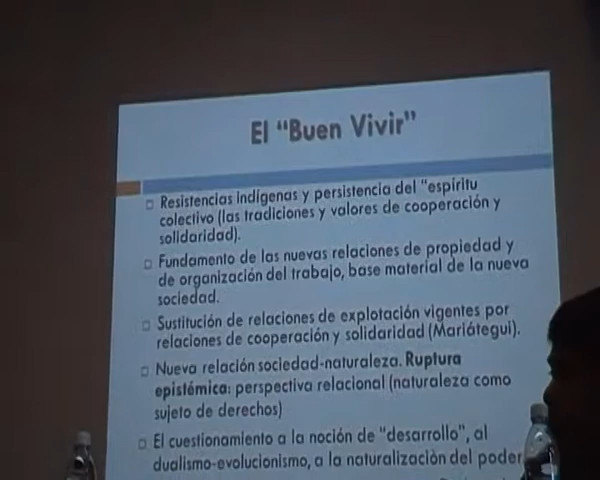 El “Buen Vivir”
Resistencias indígenas y persistencia del “espíritu
colectivo (las tradiciones y valores de cooperación y
solidaridad).
Fundamento de las nuevas relaciones de propiedad y
de organización del trabajo, base material de la nueva
sociedad.
Sustitución de relaciones de explotación vigentes por
relaciones de cooperación y solidaridad (Mariátegui).
Nueva relación sociedad-naturaleza. Ruptura
epistémica: perspectiva relacional (naturaleza como
sujeto de derechos)
El cuestionamiento a la noción de “desarrollo”, al
dualismo-evolucionismo, a la naturalizaciòn del poder